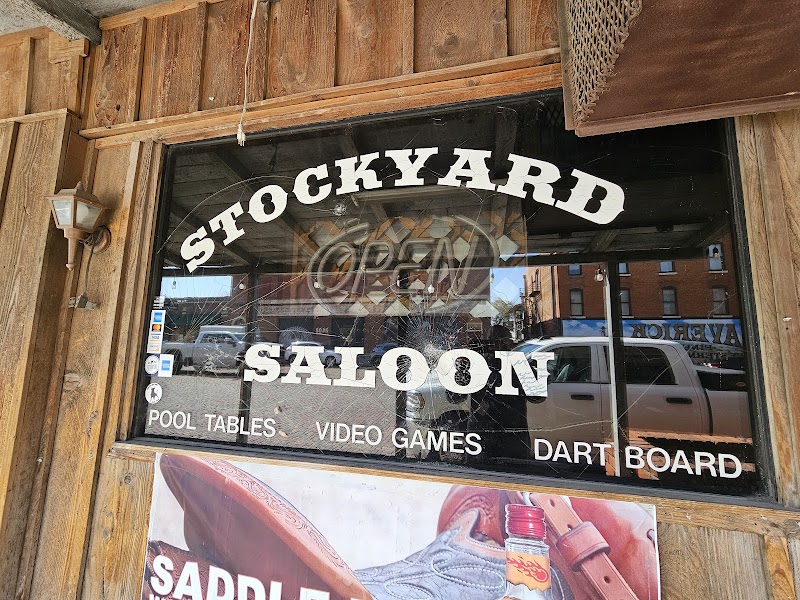 STOCKYARD
OPEN
SALOON
POOL TABLES
VIDEO GAMES
DART BOARD
SADDLE